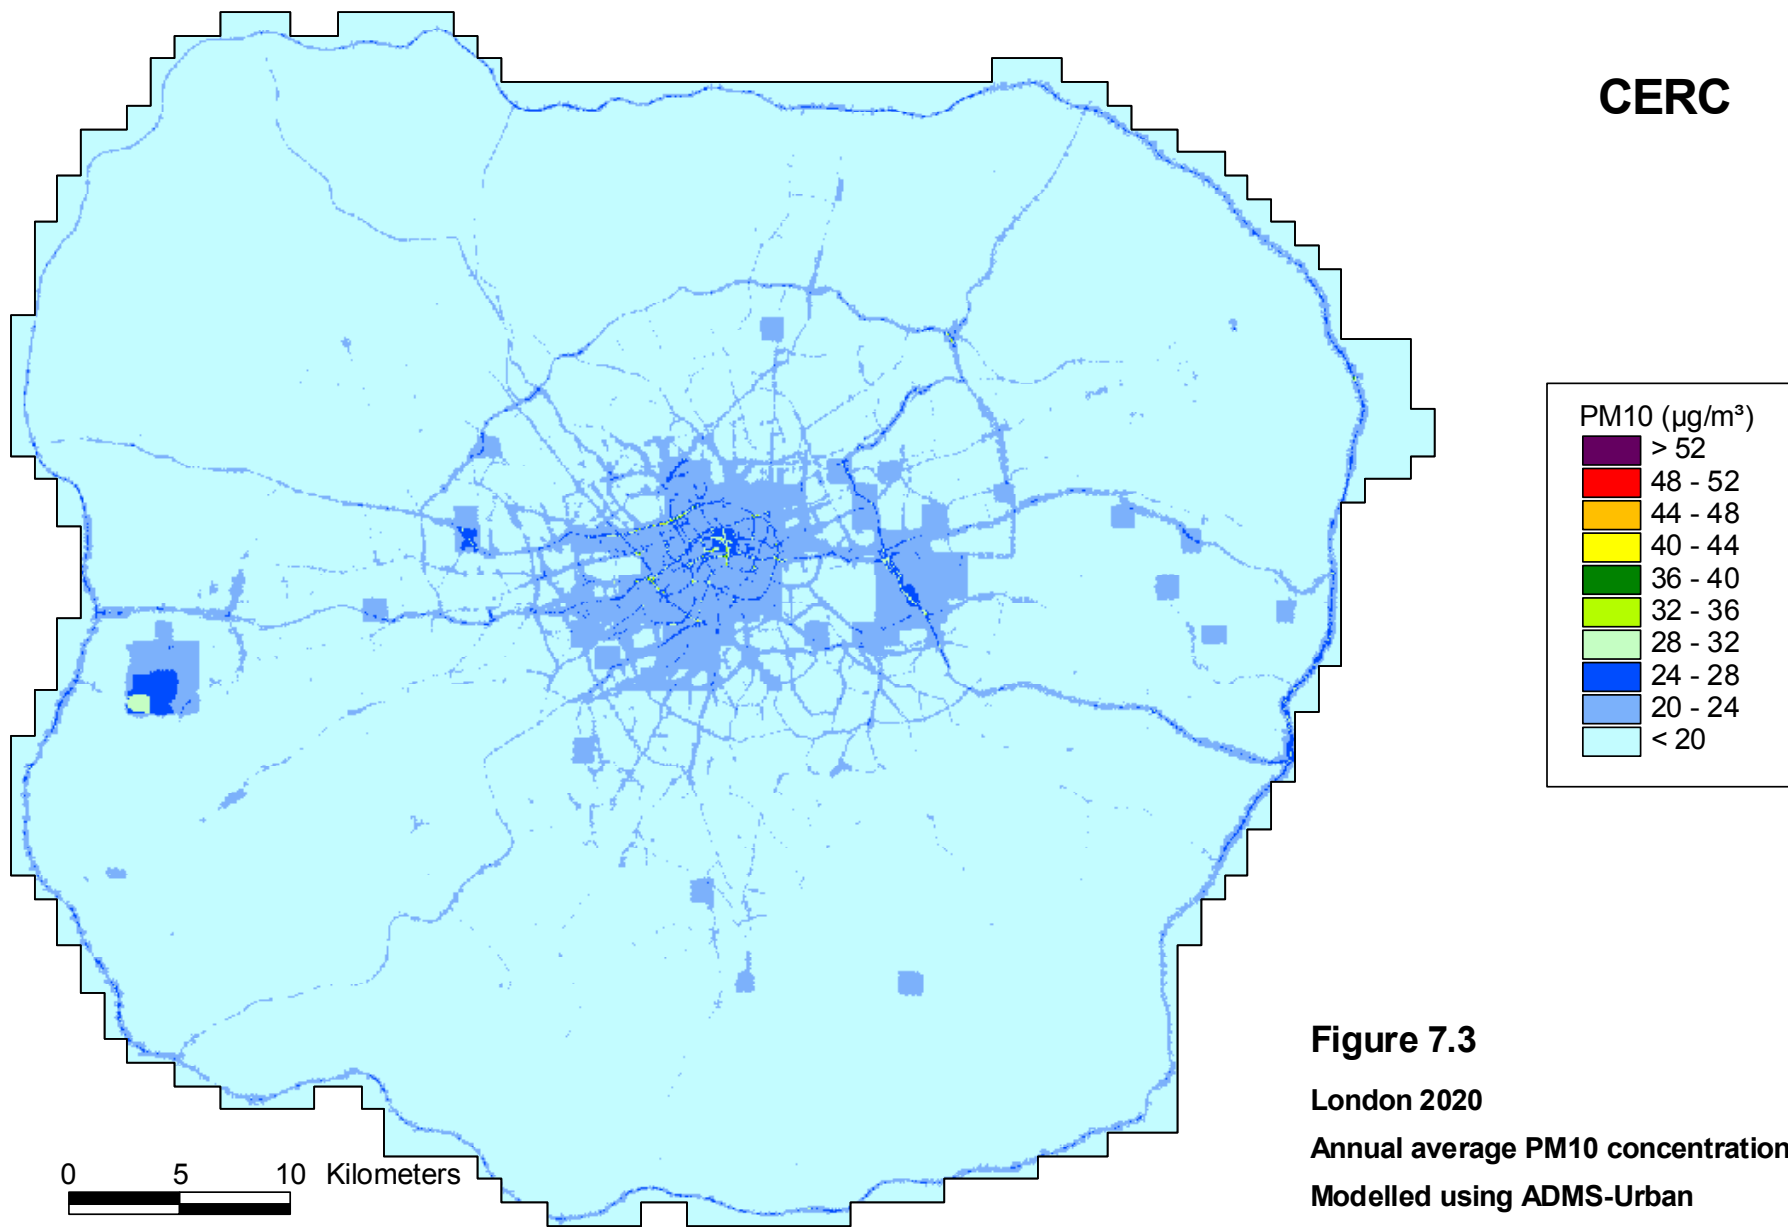 CERC
PM10 (µg/m³)
> 52
48 - 52
44 - 48
40 - 44
36 - 40
32 - 36
28 - 32
24 - 28
20 - 24
< 20
Figure 7.3
London 2020
Annual average PM10 concentration
Modelled using ADMS-Urban
0 5 10 Kilometers